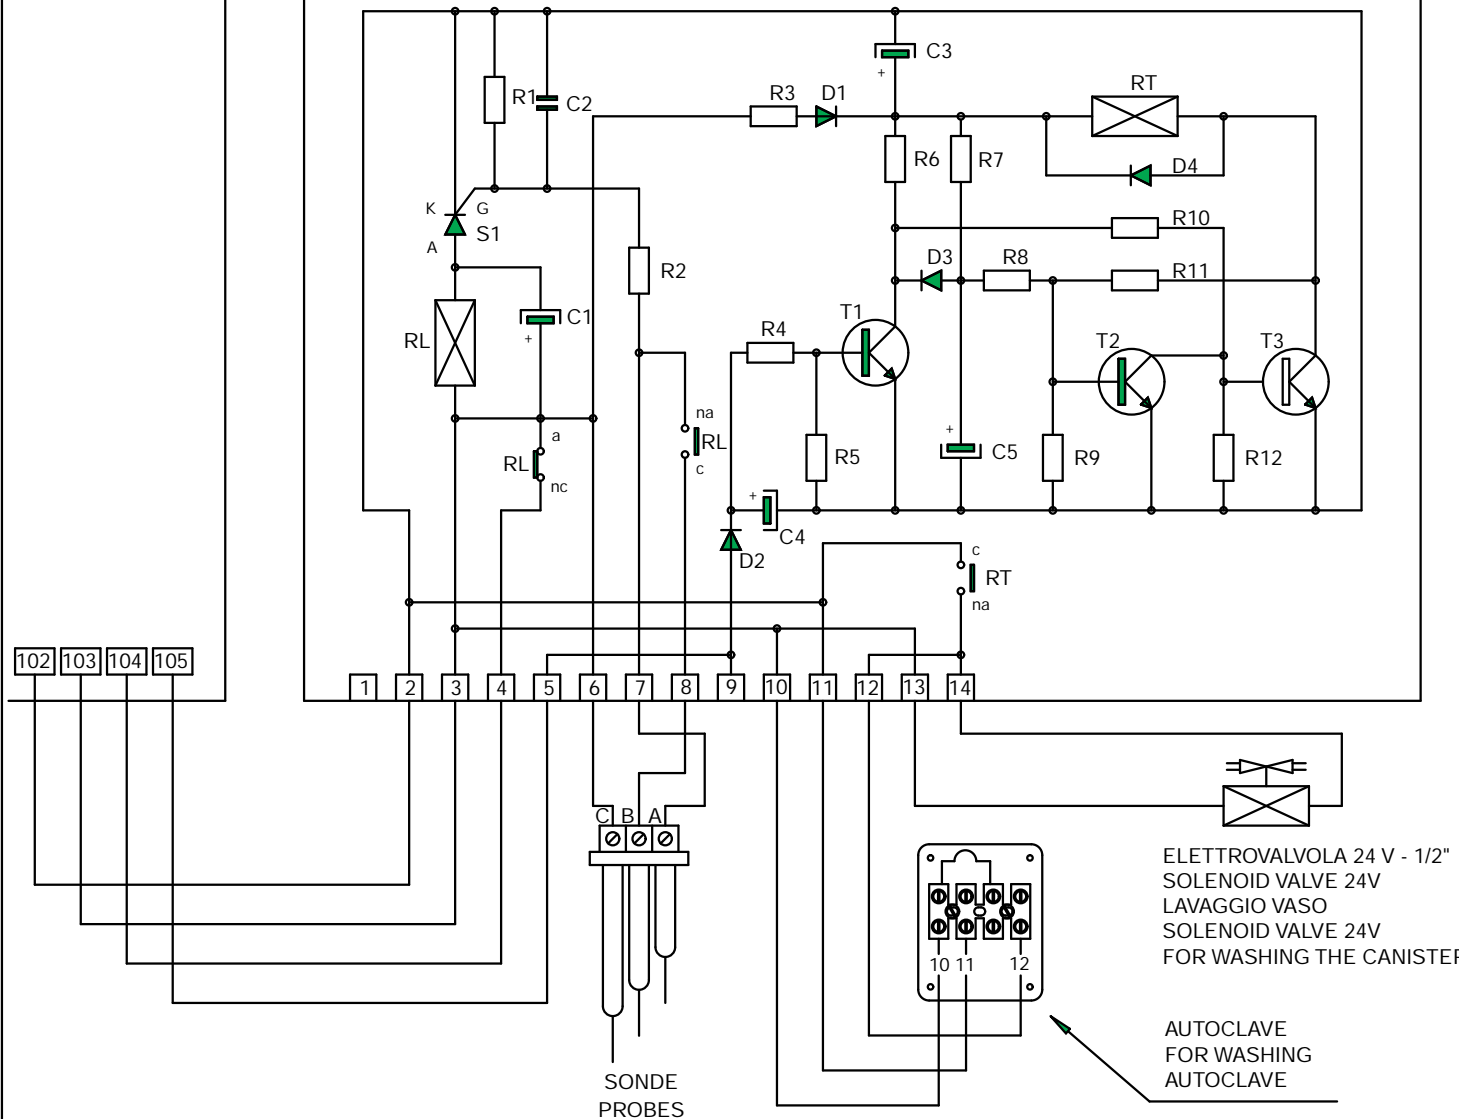 C3
+
R3 D1
RT
R1 C2
R6 R7
D4
K G
S1
A
R10
R2
D3 R8
R11
C1
+
RL
T1
R4
T2
T3
na
RL
c
a
RL
nc
R5
+
C5
R9
R12
+
C4
D2
c
RT
na
102 103 104 105
1 2 3 4 5 6 7 8 9 10 11 12 13 14
C B A
ELETTROVALVOLA 24 V - 1/2"
SOLENOID VALVE 24V
LAVAGGIO VASO
SOLENOID VALVE 24V
FOR WASHING THE CANISTER
10 11 12
AUTOCLAVE
FOR WASHING
AUTOCLAVE
SONDE
PROBES